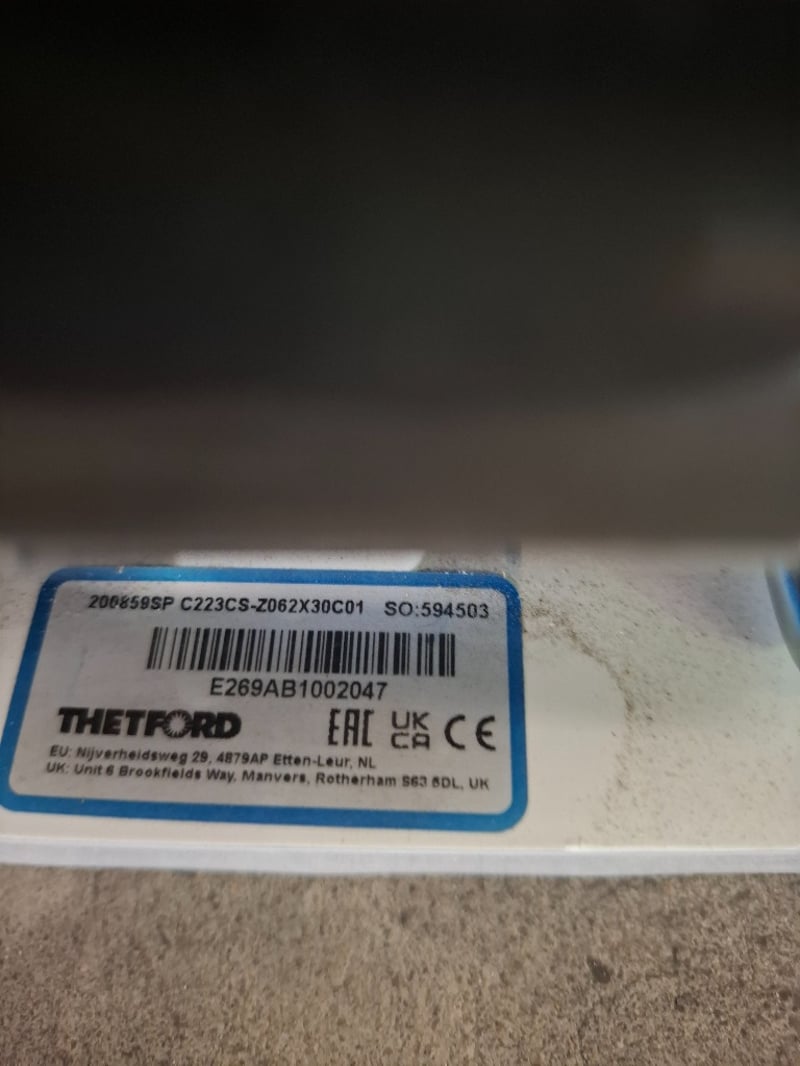 200859SP C223CS-Z062X30C01 SO:594503
E269AB1002047
THETFORD EAC UK CA CE
EU: Nijverheidsweg 29, 4879AP Etten-Leur, NL
UK: Unit 6 Brookfields Way, Manvers, Rotherham S63 5DL, UK